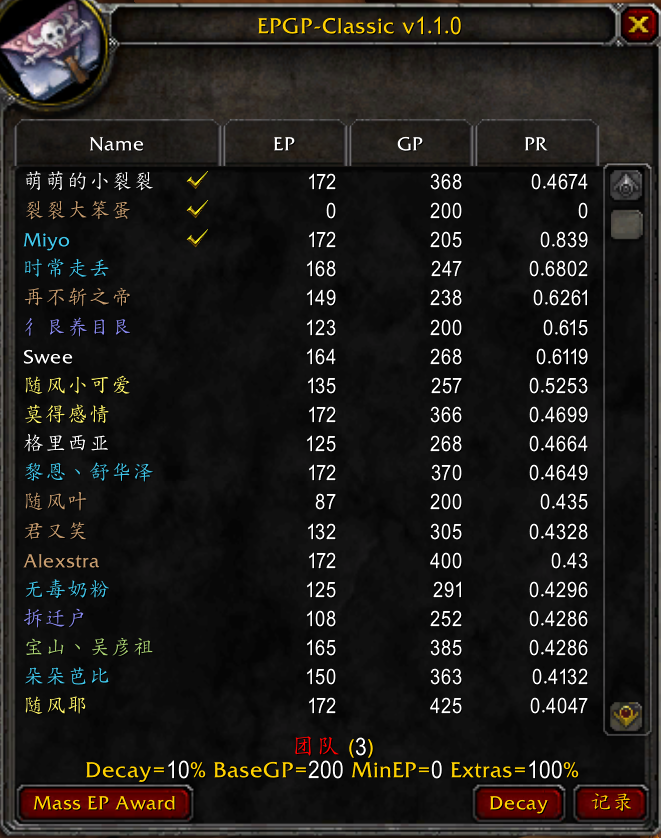 EPGP-Classic v1.1.0
Name EP GP PR
萌萌的小裂裂 172 368 0.4674
裂裂大笨蛋 0 200 0
Miyo 172 205 0.839
时常走丢 168 247 0.6802
再不斩之帝 149 238 0.6261
彳艮养目艮 123 200 0.615
Swee 164 268 0.6119
随风小可爱 135 257 0.5253
莫得感情 172 366 0.4699
格里西亚 125 268 0.4664
黎恩丶舒华泽 172 370 0.4649
随风叶 87 200 0.435
君又笑 132 305 0.4328
Alexstra 172 400 0.43
无毒奶粉 125 291 0.4296
拆迁户 108 252 0.4286
宝山丶吴彦祖 165 385 0.4286
朵朵芭比 150 363 0.4132
随风耶 172 425 0.4047
团队 (3)
Decay=10% BaseGP=200 MinEP=0 Extras=100%
Mass EP Award Decay 记录